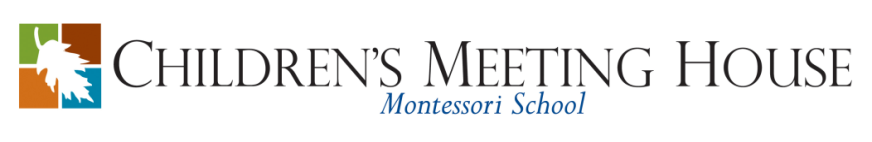 Children's Meeting House
Montessori School